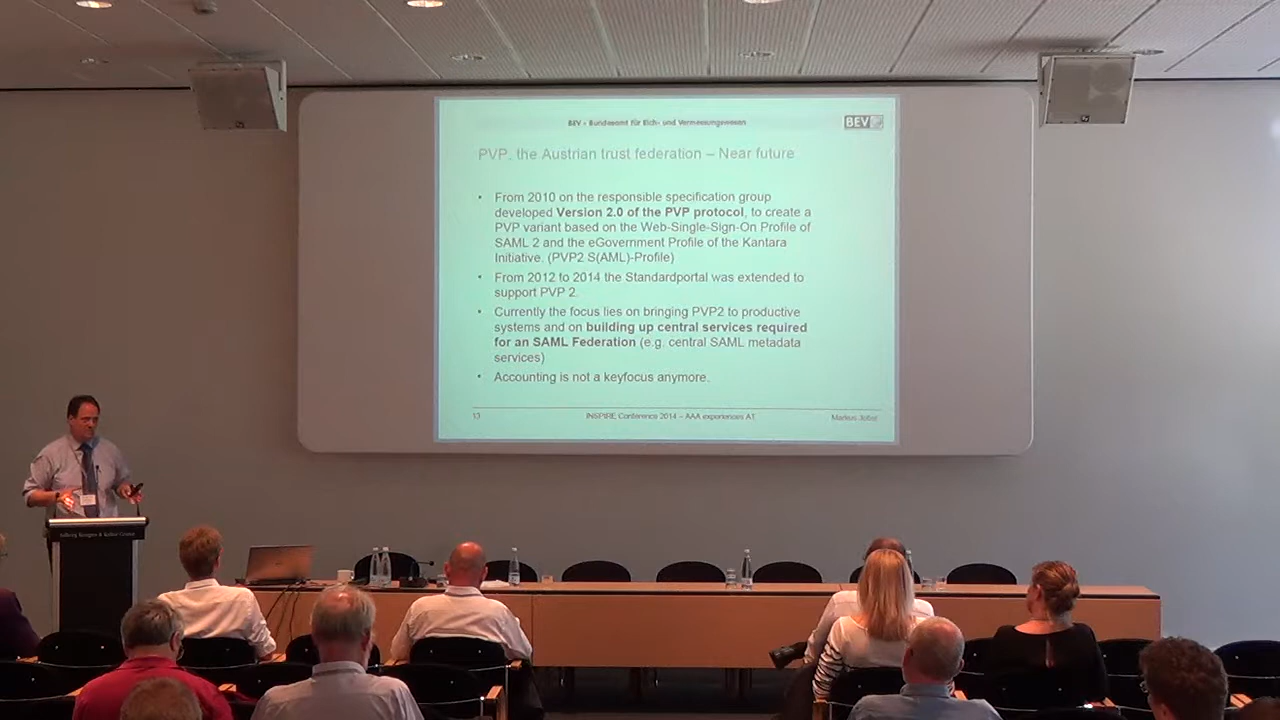 BEV - Bundesamt für Eich- und Vermessungswesen
BEV
PVP, the Austrian trust federation – Near future
• From 2010 on the responsible specification group
developed Version 2.0 of the PVP protocol, to create a
PVP variant based on the Web-Single-Sign-On Profile of
SAML 2 and the eGovernment Profile of the Kantara
Initiative. (PVP2 S(AML)-Profile)
• From 2012 to 2014 the Standardportal was extended to
support PVP 2.
• Currently the focus lies on bringing PVP2 to productive
systems and on building up central services required
for an SAML Federation (e.g. central SAML metadata
services)
• Accounting is not a keyfocus anymore.
13
INSPIRE Conference 2014 – AAA experiences AT
Markus Jobst
Aalborg Kongres & Kultur Center